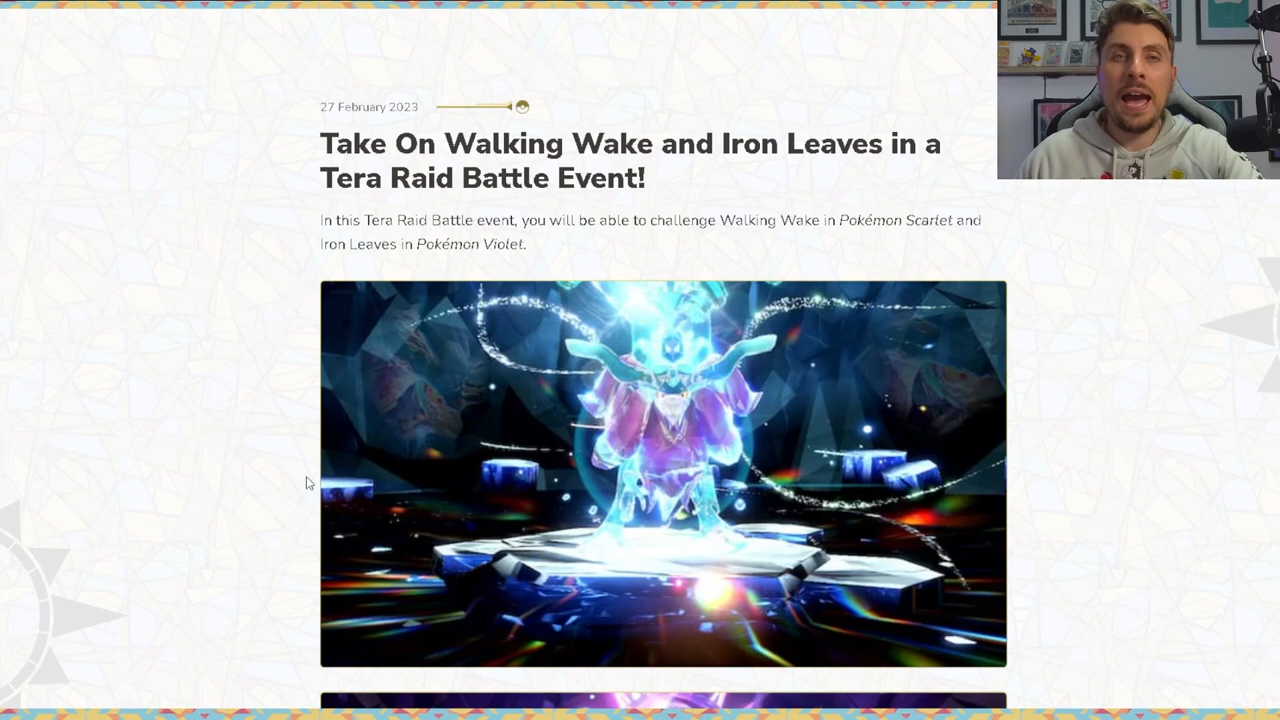 27 February 2023
Take On Walking Wake and Iron Leaves in a
Tera Raid Battle Event!
In this Tera Raid Battle event, you will be able to challenge Walking Wake in Pokémon Scarlet and
Iron Leaves in Pokémon Violet.